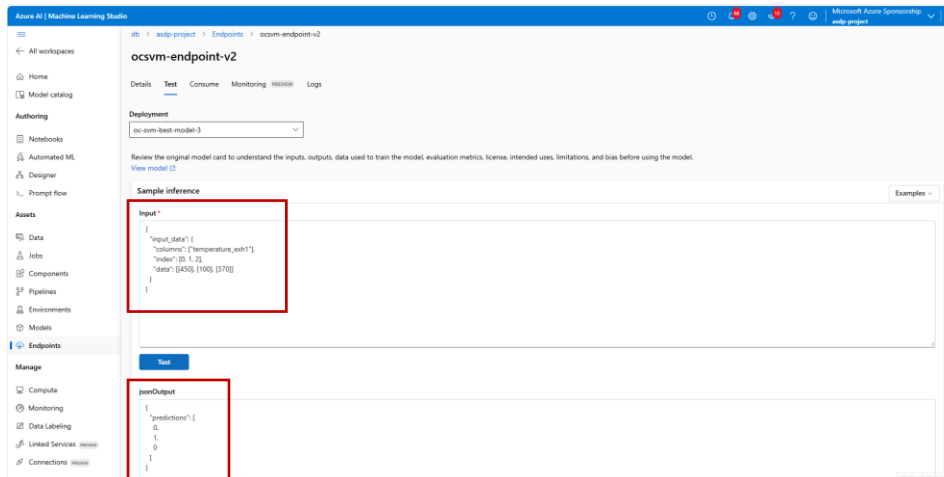 Azure AI | Machine Learning Studio
Microsoft Azure Sponsorship
asdp-project
All workspaces
Home
Model catalog
Authoring
Notebooks
Automated ML
Designer
Prompt flow
Assets
Data
Jobs
Components
Pipelines
Environments
Models
Endpoints
Manage
Compute
Monitoring
Data Labeling
Linked Services PREVIEW
Connections PREVIEW
db > asdp-project > Endpoints > ocsvm-endpoint-v2
ocsvm-endpoint-v2
Details Test Consume Monitoring PREVIEW Logs
Deployment
oc-svm-best-model-3
Review the original model card to understand the inputs, outputs, data used to train the model, evaluation metrics, license, intended uses, limitations, and bias before using the model.
View model
Sample inference
Examples
Input *
{
"input_data": {
"columns": ["temperature_exh1"],
"index": [0, 1, 2],
"data": [[450], [100], [370]]
}
}
Test
jsonOutput
{
"predictions": [
0,
1,
0
]
}